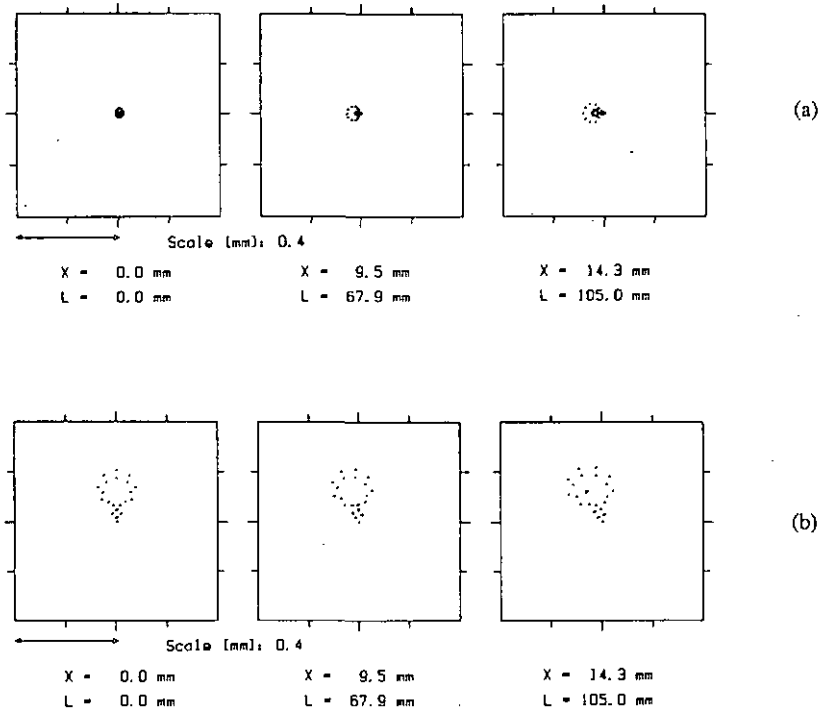 (a)
Scale [mm]: 0.4
X = 0.0 mm X = 9.5 mm X = 14.3 mm
L = 0.0 mm L = 67.9 mm L = 105.0 mm
(b)
Scale [mm]: 0.4
X = 0.0 mm X = 9.5 mm X = 14.3 mm
L = 0.0 mm L = 67.9 mm L = 105.0 mm